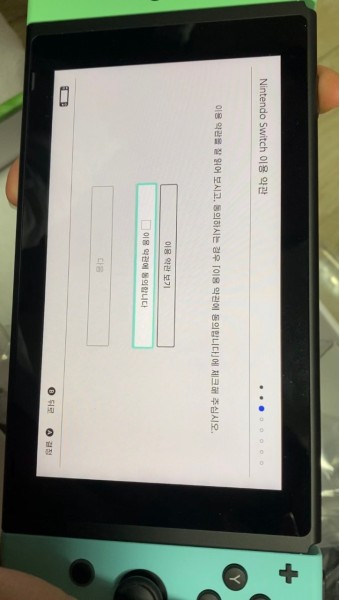 Nintendo Switch 이용 약관
이용 약관을 잘 읽어 보시고, 동의하시는 경우 [이용 약관에 동의합니다]에 체크해 주십시오.
이용 약관 보기
이용 약관에 동의합니다
다음
B 뒤로 A 결정
Y